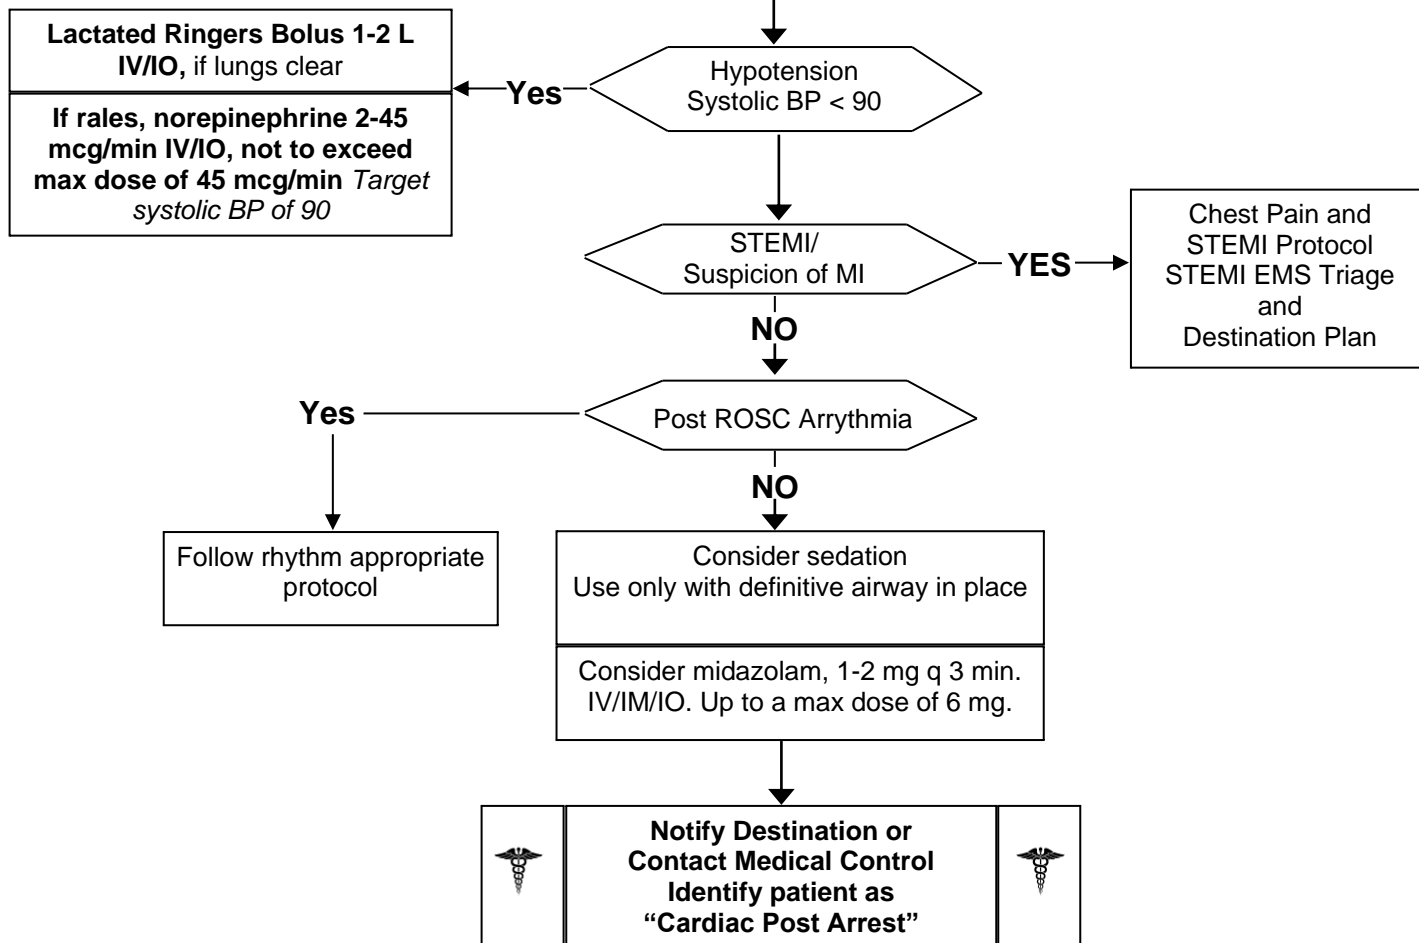 Lactated Ringers Bolus 1-2 L
IV/IO, if lungs clear
If rales, norepinephrine 2-45
mcg/min IV/IO, not to exceed
max dose of 45 mcg/min Target
systolic BP of 90
Yes
Hypotension
Systolic BP < 90
STEMI/
Suspicion of MI
YES
Chest Pain and
STEMI Protocol
STEMI EMS Triage
and
Destination Plan
NO
Post ROSC Arrythmia
Yes
Follow rhythm appropriate
protocol
NO
Consider sedation
Use only with definitive airway in place
Consider midazolam, 1-2 mg q 3 min.
IV/IM/IO. Up to a max dose of 6 mg.
Notify Destination or
Contact Medical Control
Identify patient as
“Cardiac Post Arrest”